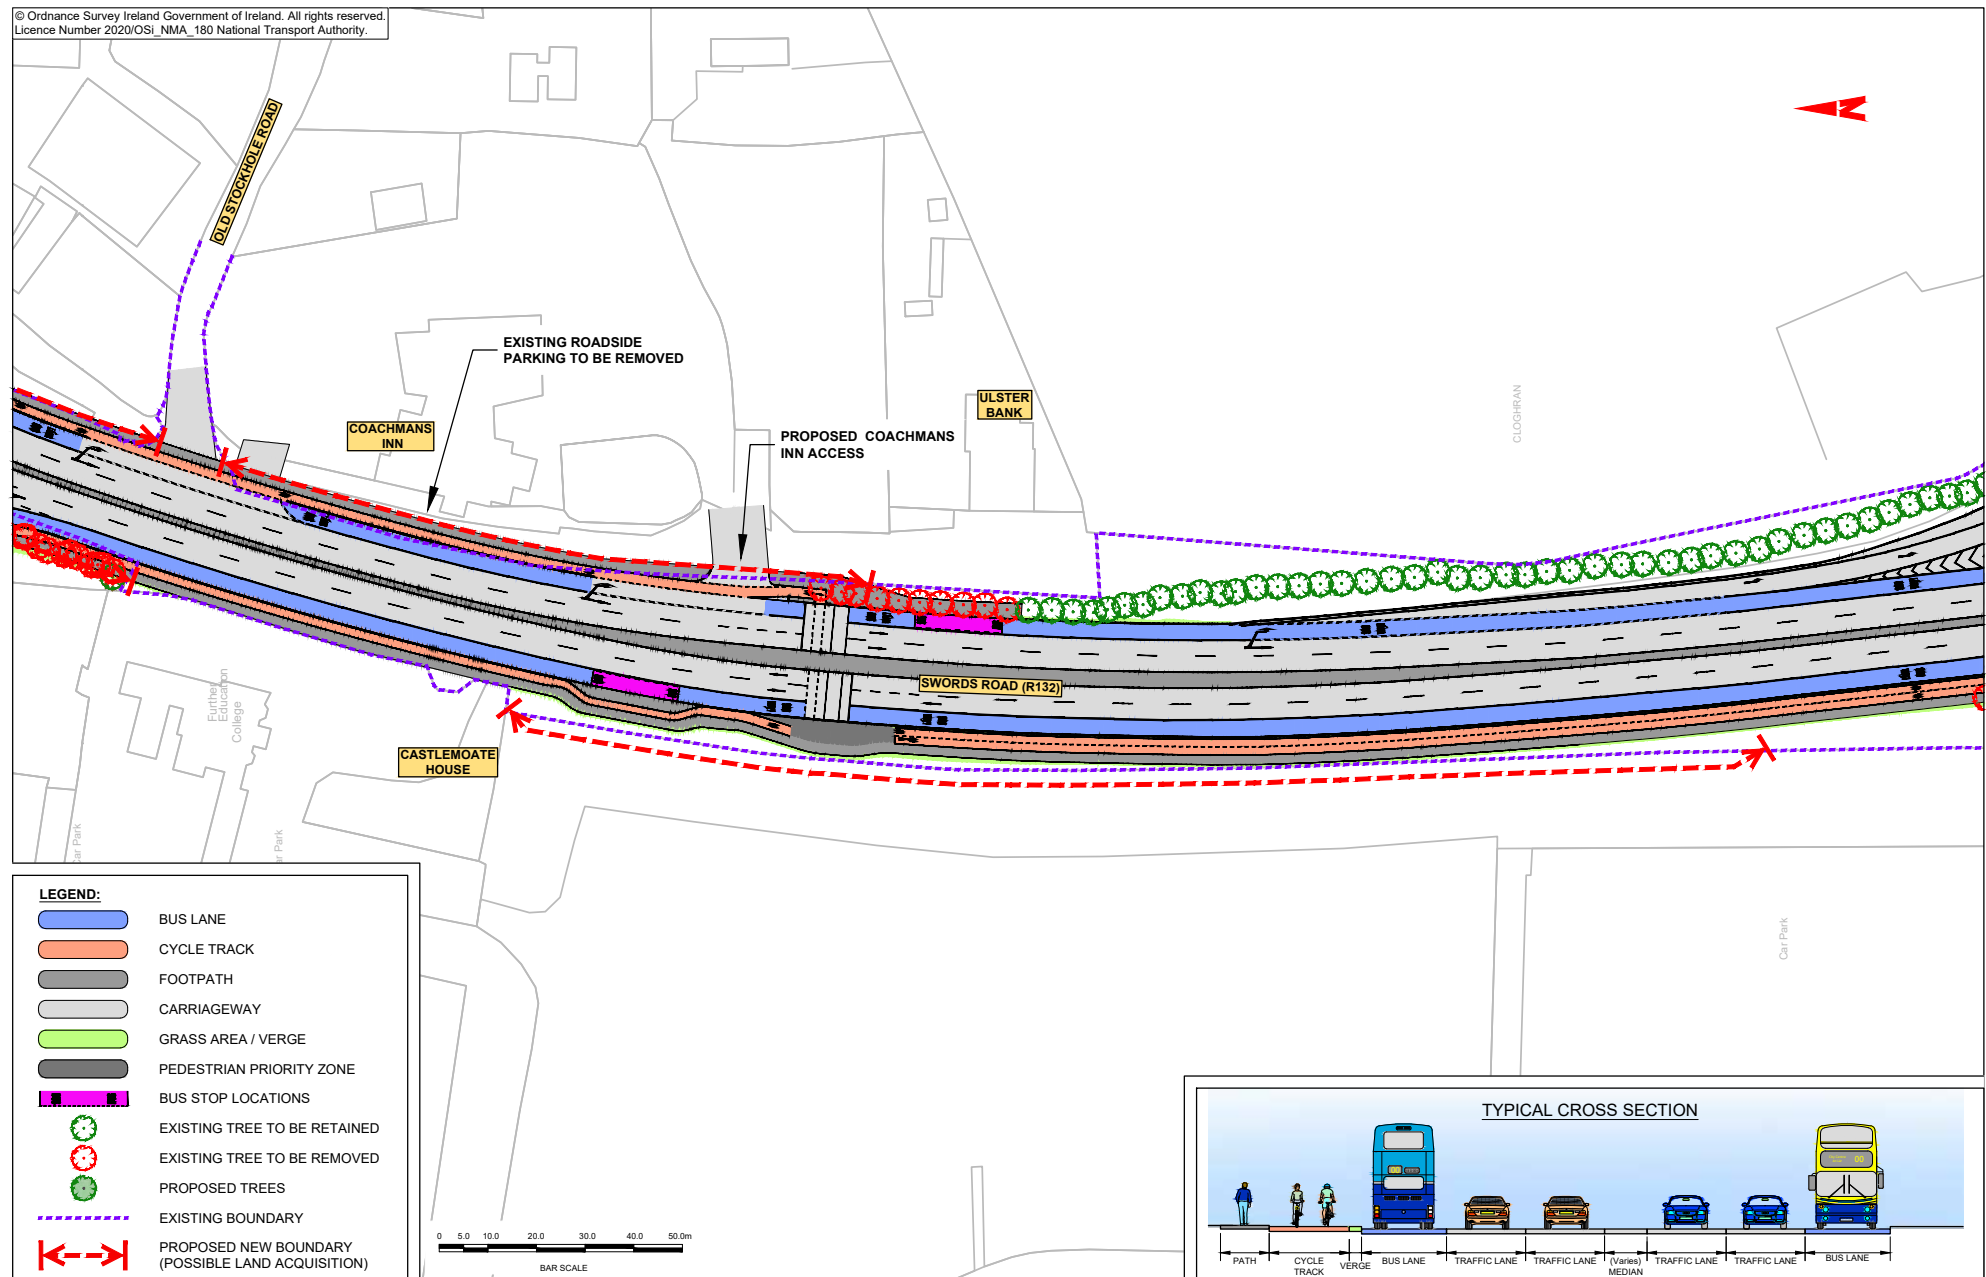 © Ordnance Survey Ireland Government of Ireland. All rights reserved.
Licence Number 2020/OSi_NMA_180 National Transport Authority.
N
OLD STOCKHOLE ROAD
EXISTING ROADSIDE
PARKING TO BE REMOVED
COACHMANS
INN
PROPOSED COACHMANS
INN ACCESS
ULSTER
BANK
CLOGHRAN
SWORDS ROAD (R132)
Further
Education
College
CASTLEMOATE
HOUSE
Car Park
Car Park
Car Park
LEGEND:
BUS LANE
CYCLE TRACK
FOOTPATH
CARRIAGEWAY
GRASS AREA / VERGE
PEDESTRIAN PRIORITY ZONE
BUS STOP LOCATIONS
EXISTING TREE TO BE RETAINED
EXISTING TREE TO BE REMOVED
PROPOSED TREES
EXISTING BOUNDARY
PROPOSED NEW BOUNDARY
(POSSIBLE LAND ACQUISITION)
0 5.0 10.0 20.0 30.0 40.0 50.0m
BAR SCALE
TYPICAL CROSS SECTION
00
00
PATH
CYCLE
TRACK
VERGE
BUS LANE
TRAFFIC LANE
TRAFFIC LANE
(Varies)
MEDIAN
TRAFFIC LANE
TRAFFIC LANE
BUS LANE